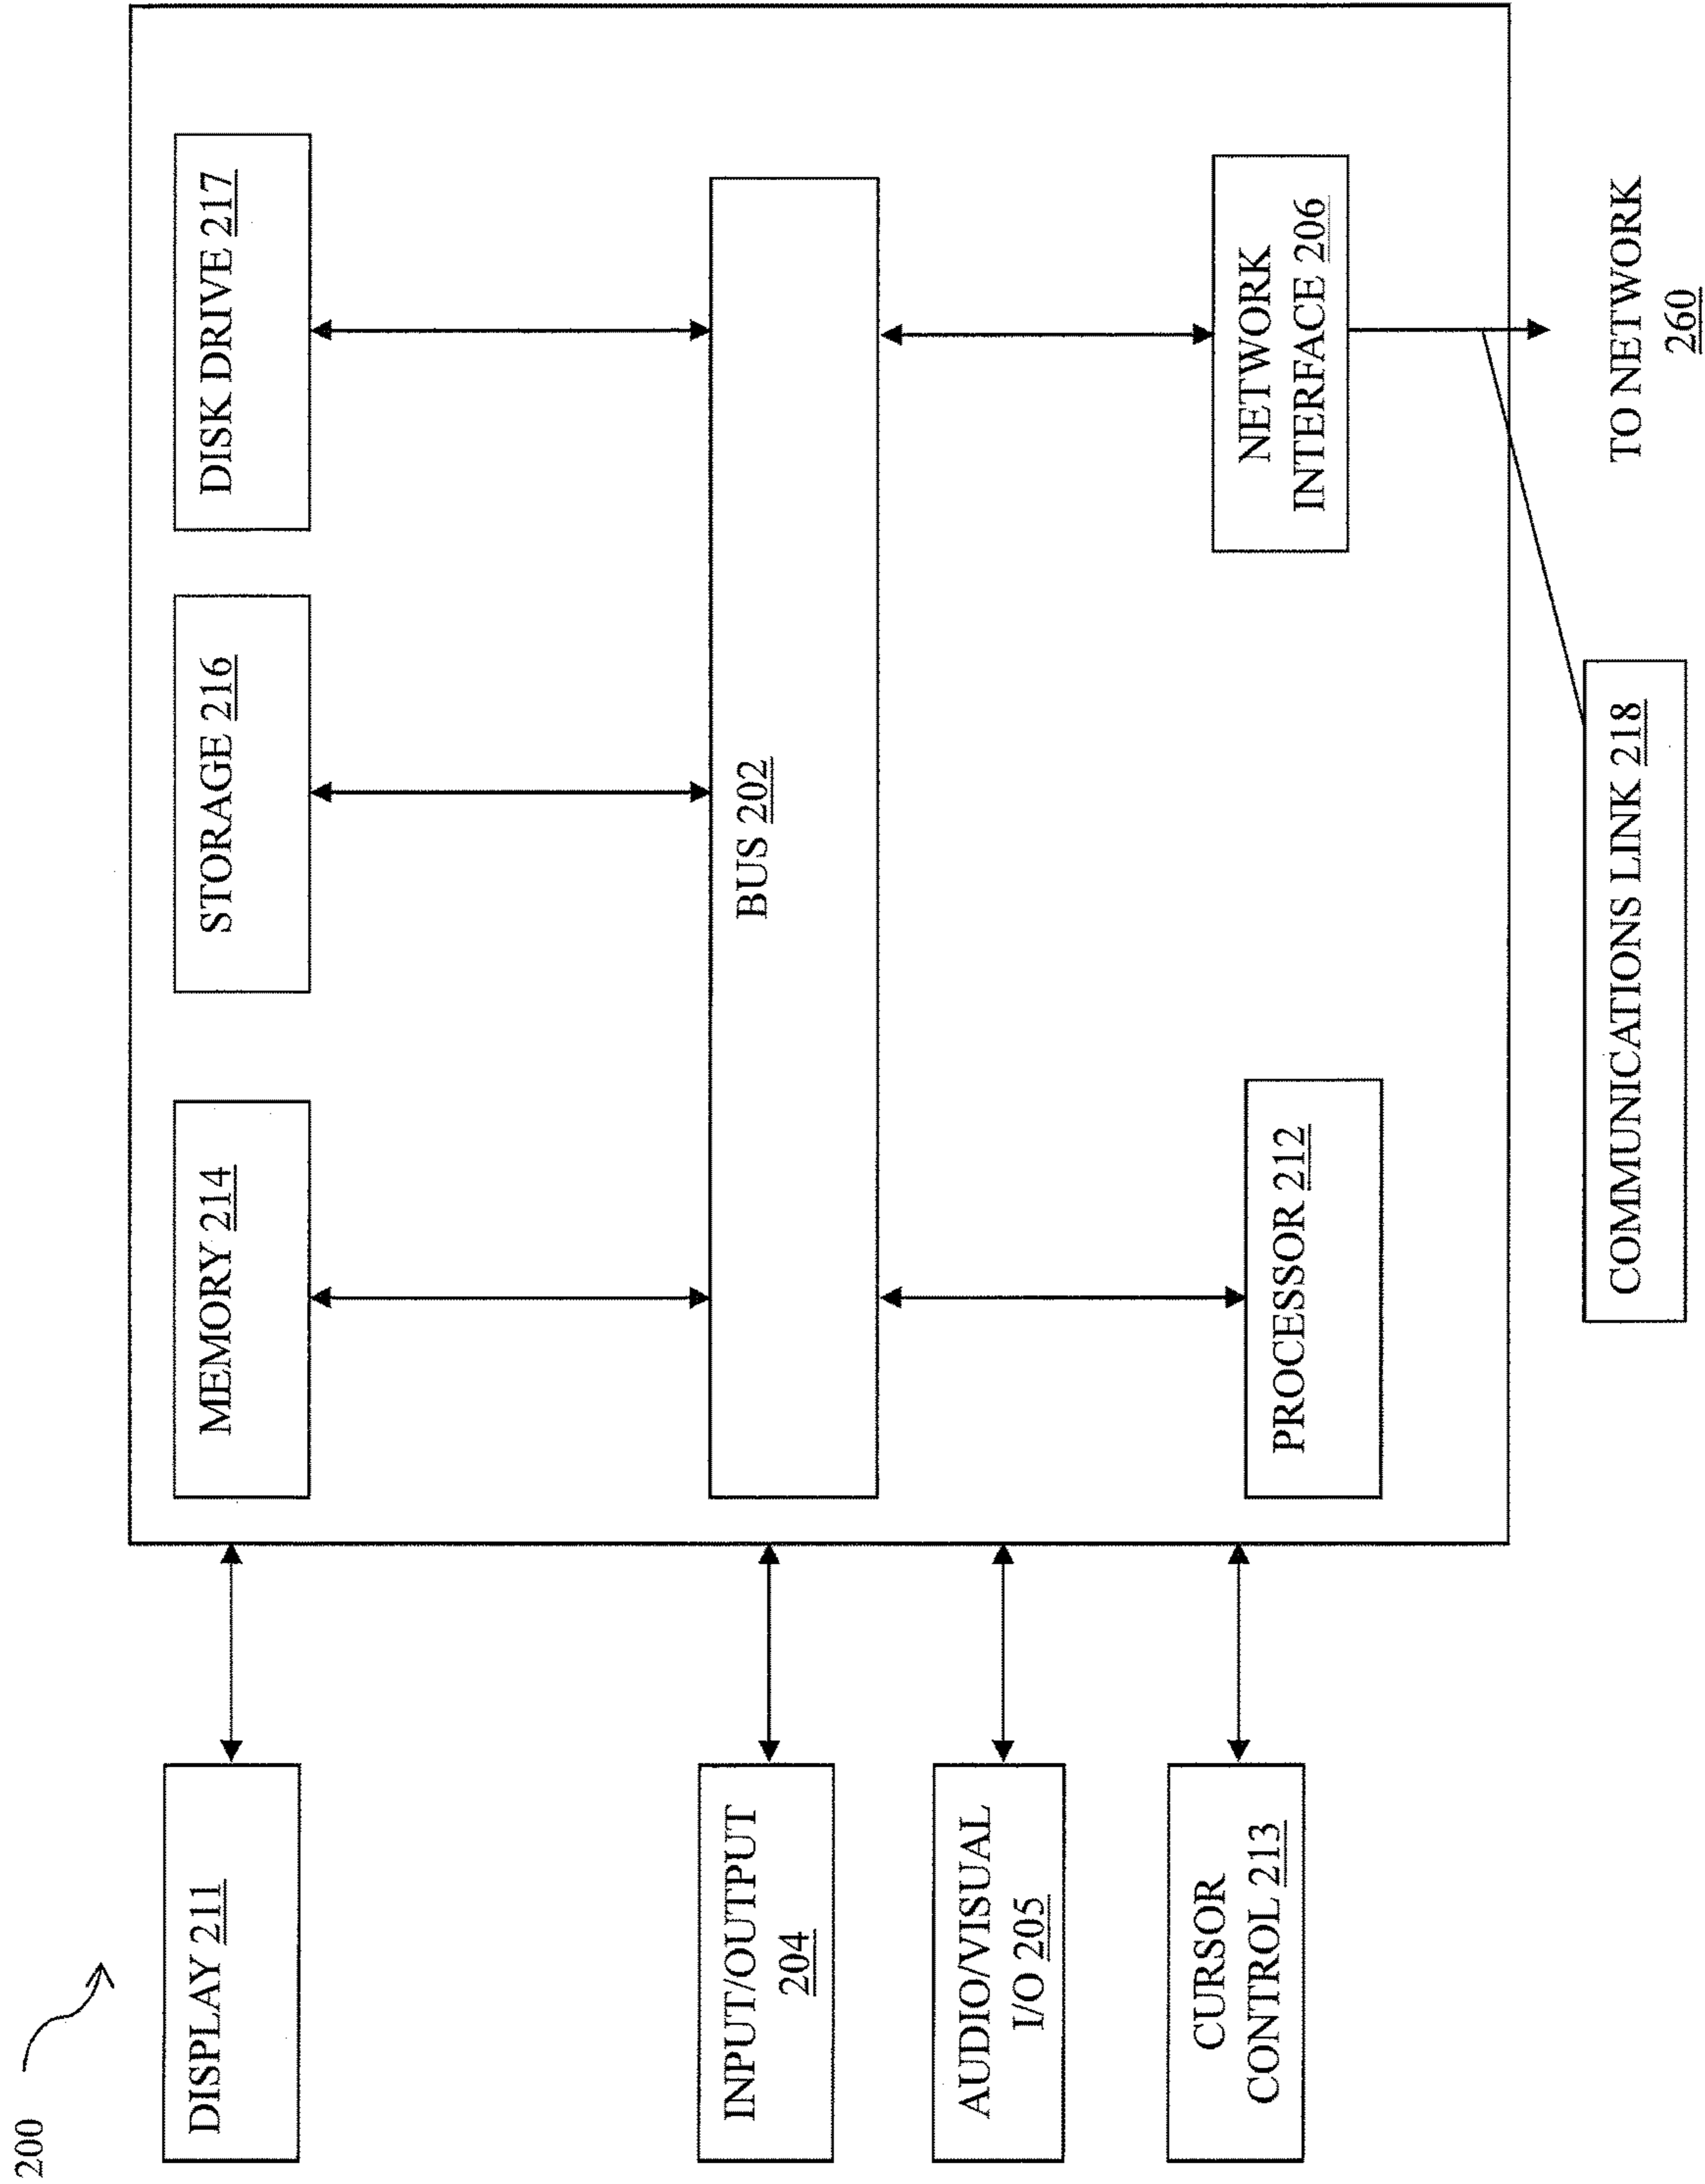 200
DISPLAY 211
MEMORY 214
STORAGE 216
DISK DRIVE 217
INPUT/OUTPUT
204
BUS 202
AUDIO/VISUAL
I/O 205
CURSOR
CONTROL 213
PROCESSOR 212
NETWORK
INTERFACE 206
COMMUNICATIONS LINK 218
TO NETWORK
260